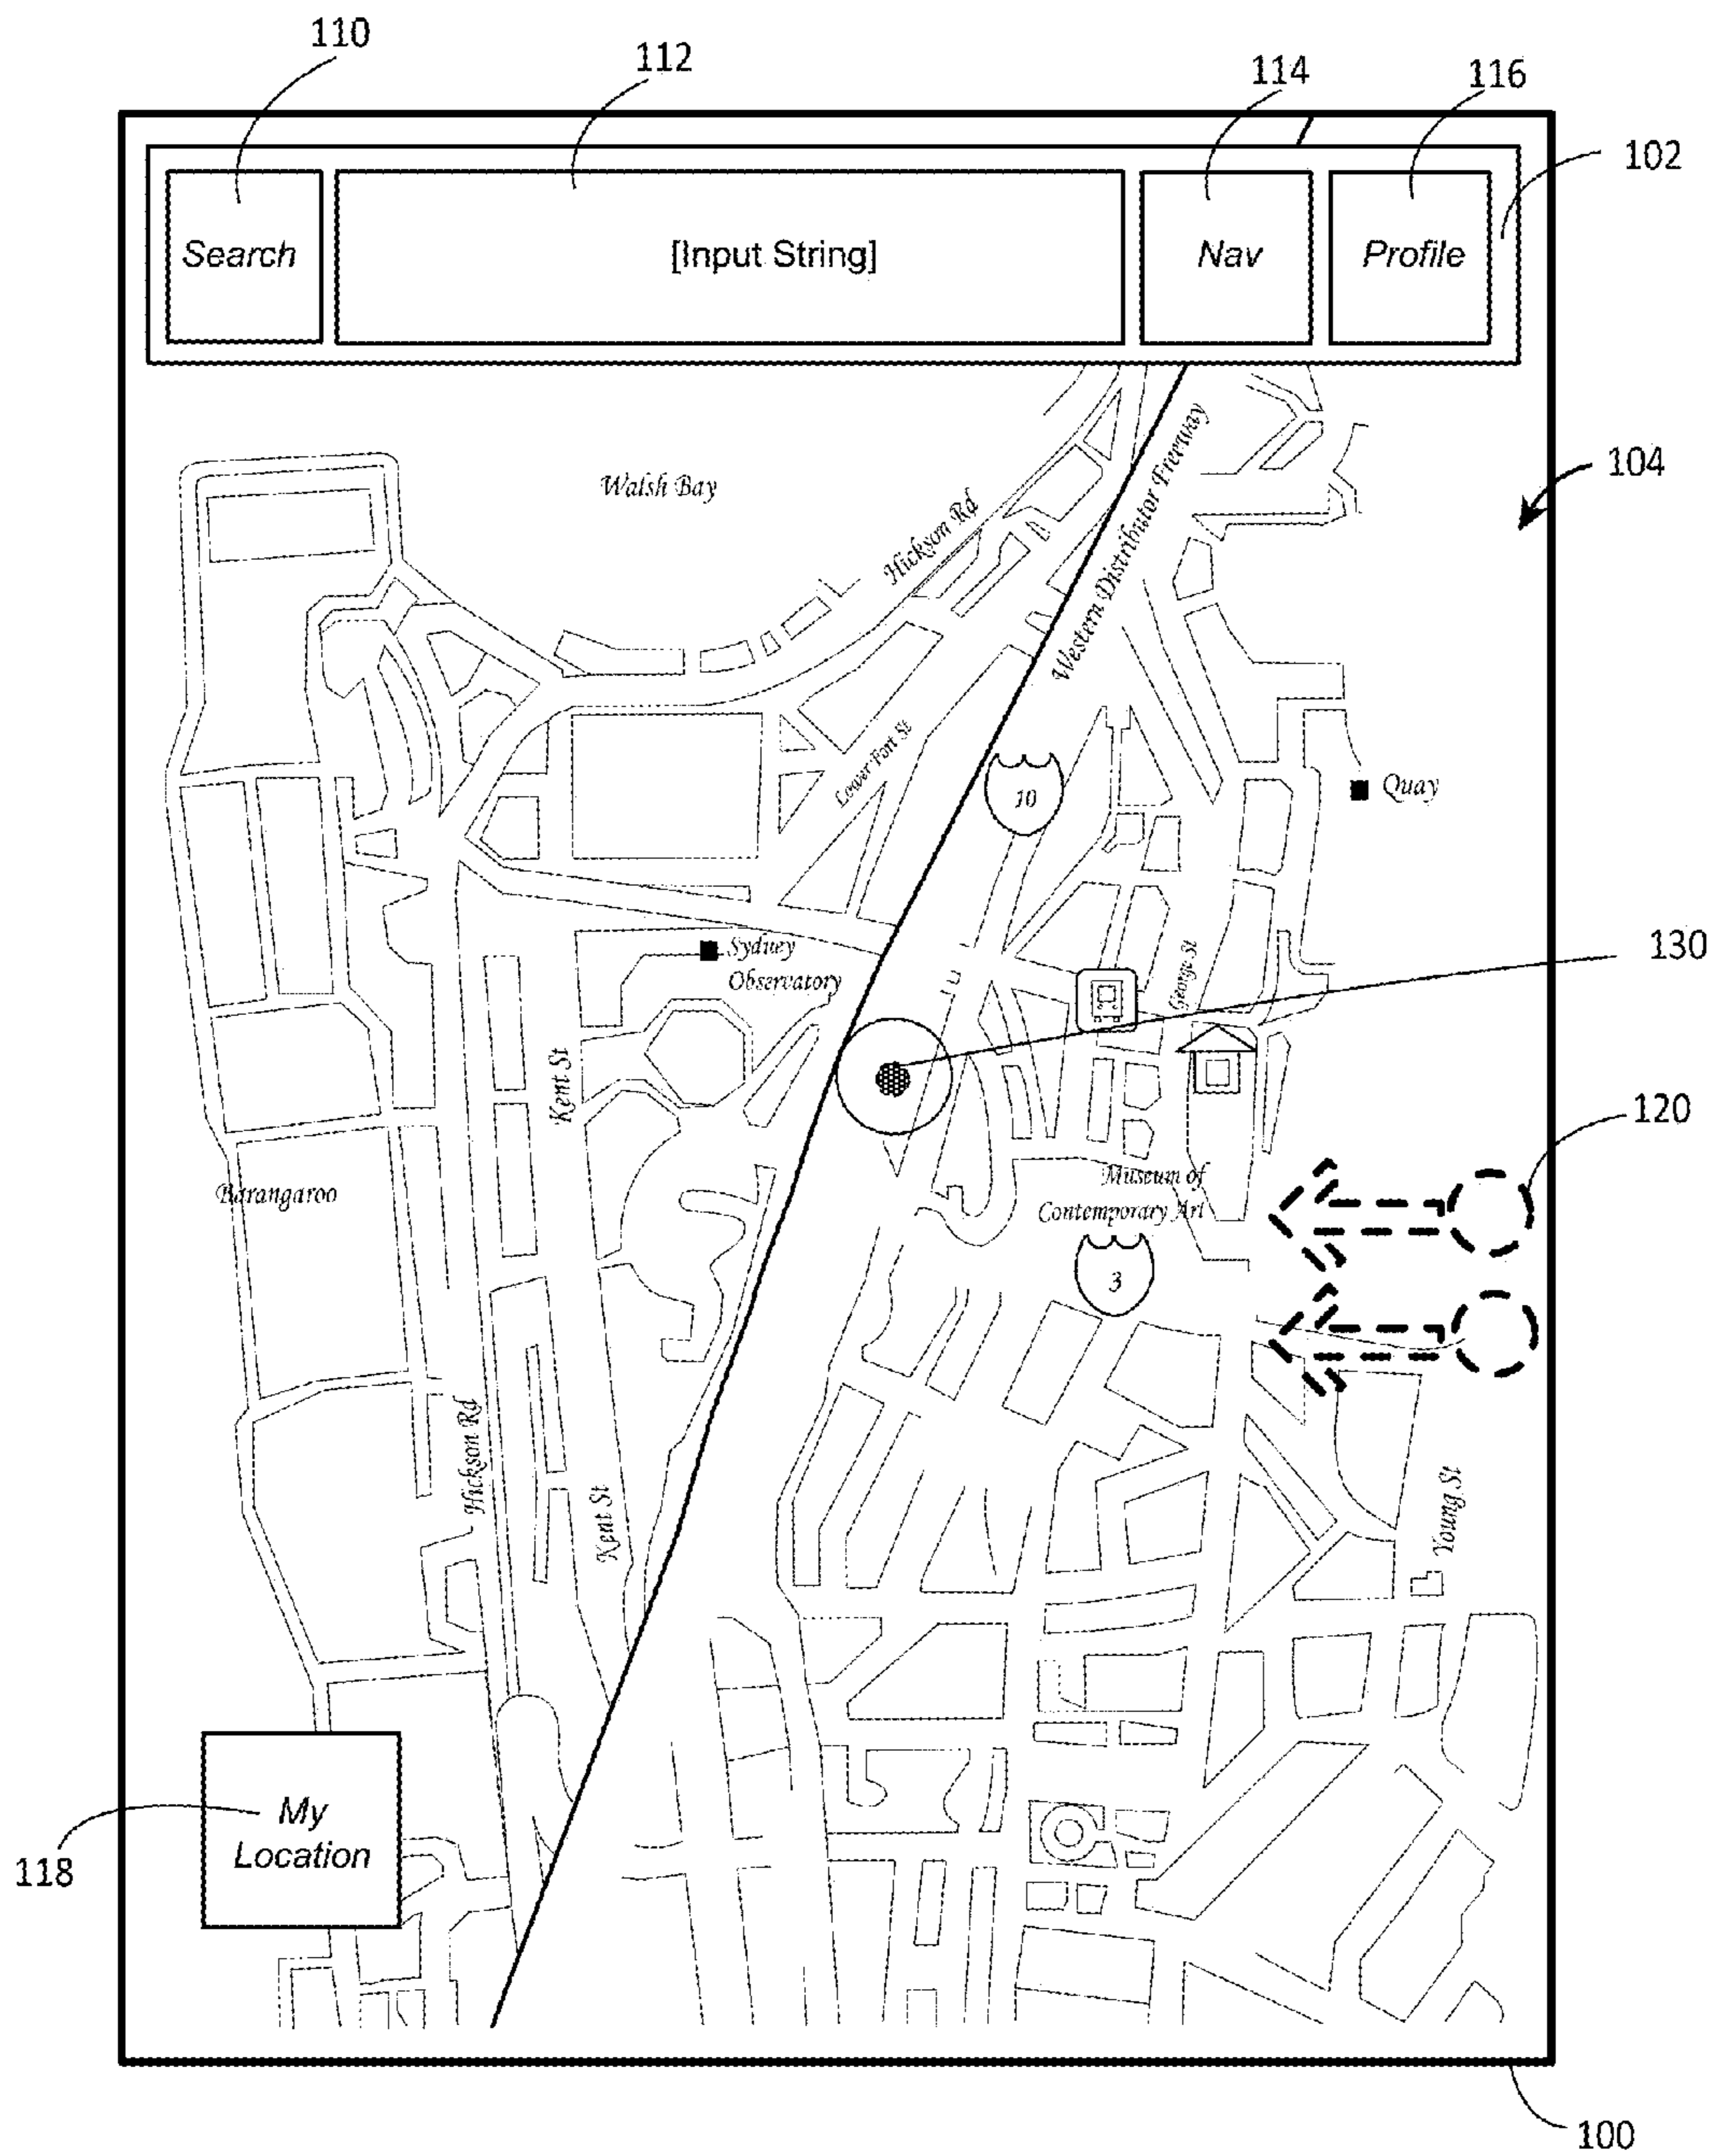 110
112
114
116
102
Search
[Input String]
Nav
Profile
104
Walsh Bay
Hickson Rd
Western Distributor Freeway
Lower Fort St
10
Quay
130
Sydney
Observatory
George St
Kent St
120
Museum of
Contemporary Art
Barangaroo
3
Hickson Rd
Kent St
Young St
My
Location
118
100